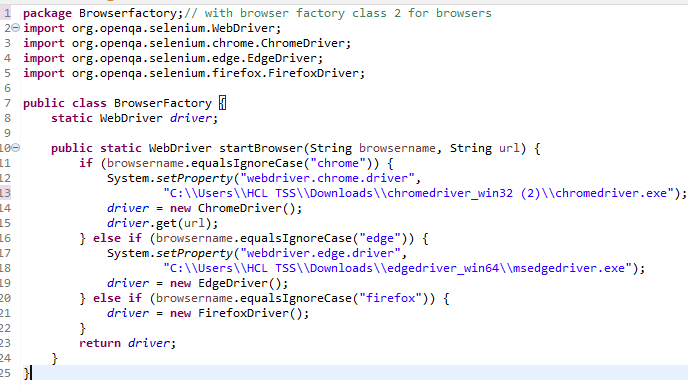 1 package Browserfactory;// with browser factory class 2 for browsers
2 import org.openqa.selenium.WebDriver;
3 import org.openqa.selenium.chrome.ChromeDriver;
4 import org.openqa.selenium.edge.EdgeDriver;
5 import org.openqa.selenium.firefox.FirefoxDriver;
6
7 public class BrowserFactory {
8     static WebDriver driver;
9
10     public static WebDriver startBrowser(String browsername, String url) {
11         if (browsername.equalsIgnoreCase("chrome")) {
12             System.setProperty("webdriver.chrome.driver",
13                     "C:\\Users\\HCL TSS\\Downloads\\chromedriver_win32 (2)\\chromedriver.exe");
14             driver = new ChromeDriver();
15             driver.get(url);
16         } else if (browsername.equalsIgnoreCase("edge")) {
17             System.setProperty("webdriver.edge.driver",
18                     "C:\\Users\\HCL TSS\\Downloads\\edgedriver_win64\\msedgedriver.exe");
19             driver = new EdgeDriver();
20         } else if (browsername.equalsIgnoreCase("firefox")) {
21             driver = new FirefoxDriver();
22         }
23         return driver;
24     }
25 }